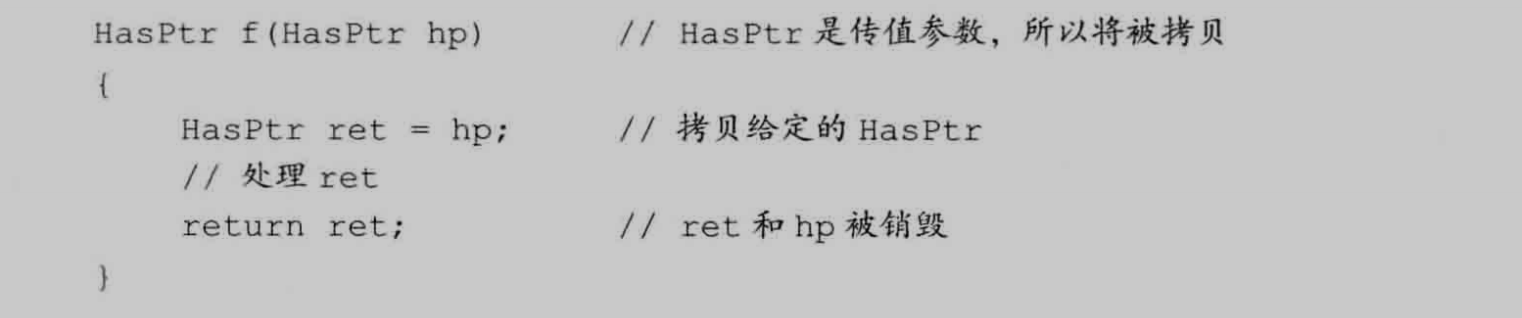 HasPtr f(HasPtr hp) // HasPtr 是传值参数，所以将被拷贝
{
HasPtr ret = hp; // 拷贝给定的 HasPtr
// 处理 ret
return ret; // ret 和 hp 被销毁
}